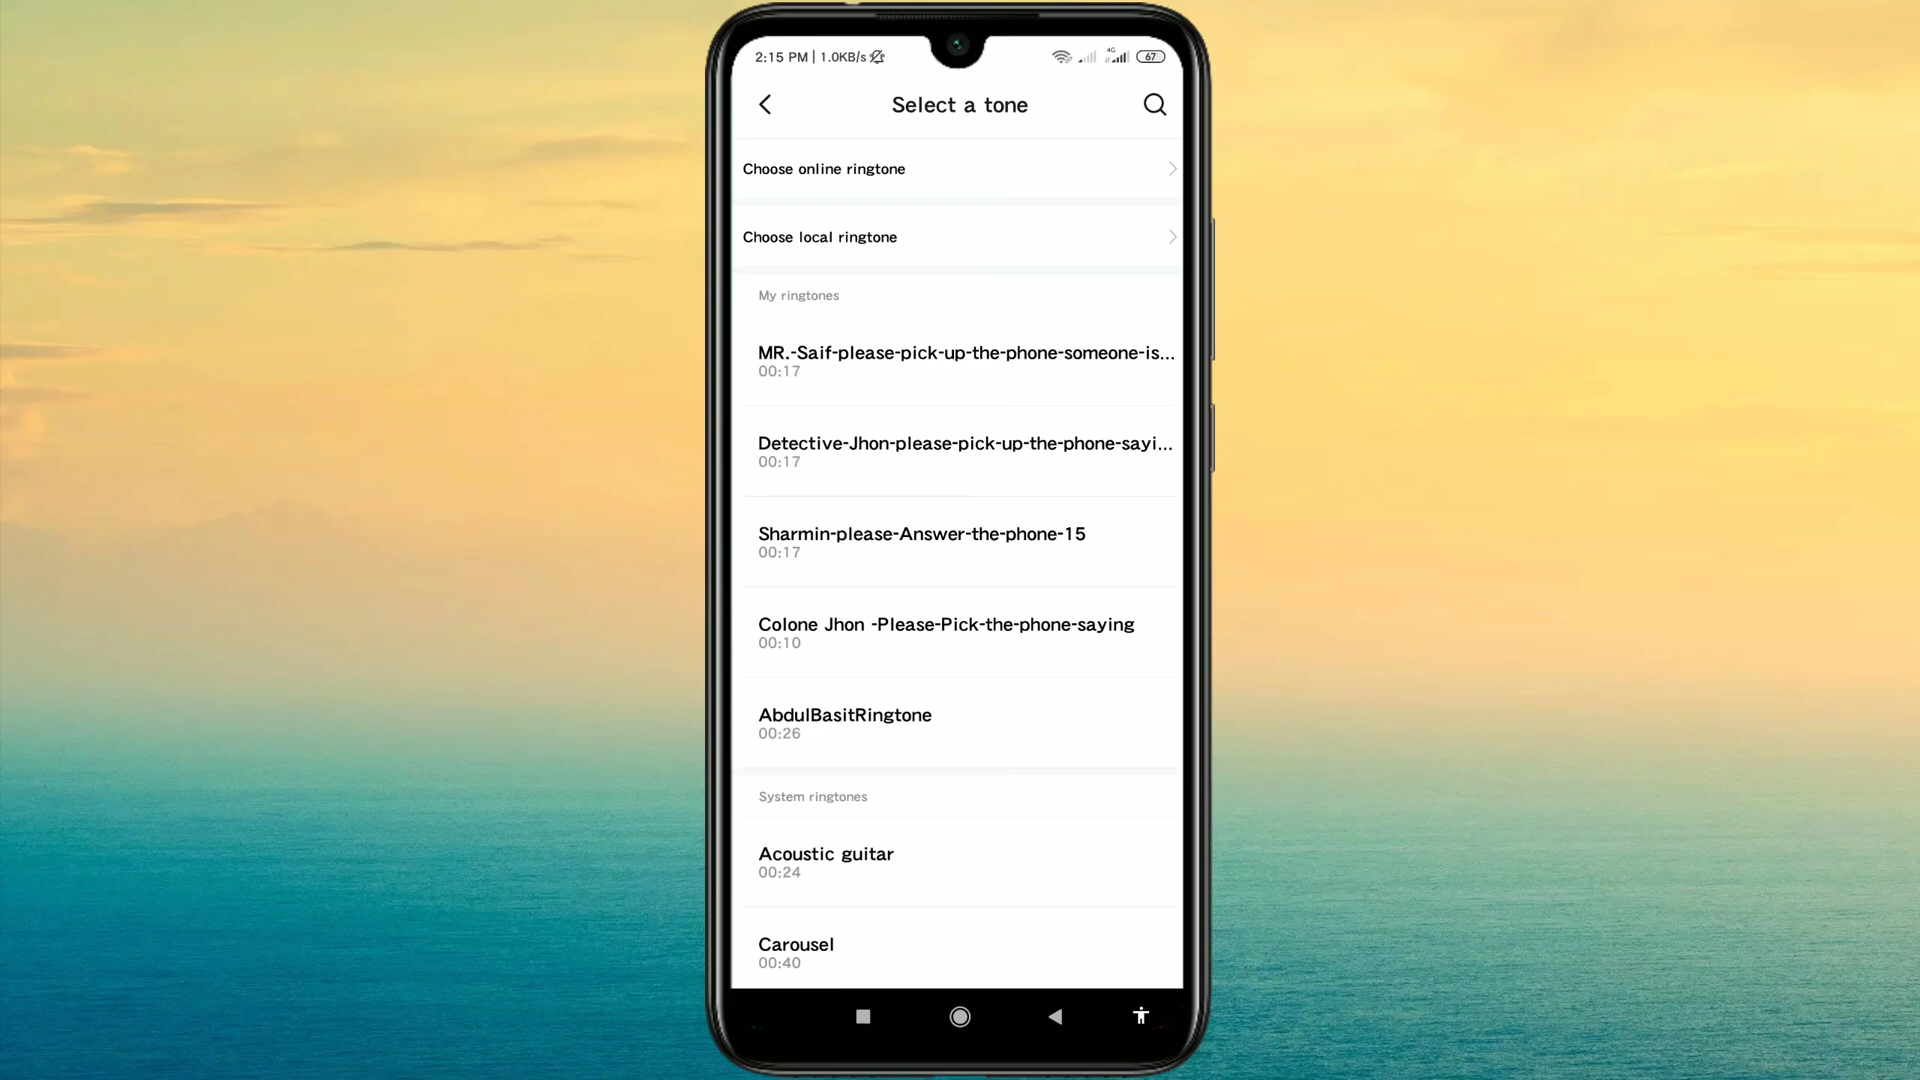 2:15 PM | 1.0KB/s 4G 67
Select a tone
Choose online ringtone
Choose local ringtone
My ringtones
MR.-Saif-please-pick-up-the-phone-someone-is...
00:17
Detective-Jhon-please-pick-up-the-phone-sayi...
00:17
Sharmin-please-Answer-the-phone-15
00:17
Colone Jhon -Please-Pick-the-phone-saying
00:10
AbdulBasitRingtone
00:26
System ringtones
Acoustic guitar
00:24
Carousel
00:40